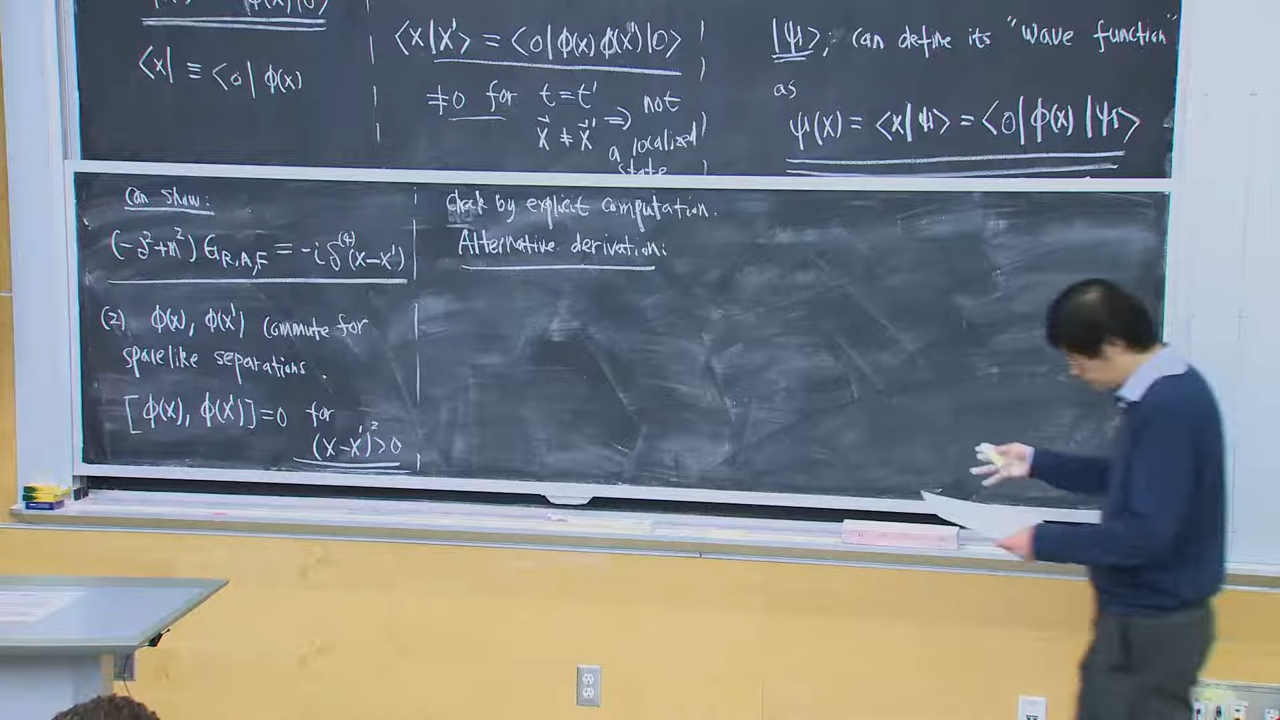 ⟨x| ≡ ⟨0| ϕ(x)
⟨x|x'⟩ = ⟨0|ϕ(x) ϕ(x')|0⟩
≠0 for t=t'
x⃗ ≠ x⃗' ⇒ not
a localized
state
|ψ⟩; can define its "wave function"
as
ψ(x) = ⟨x|ψ⟩ = ⟨0|ϕ(x)|ψ⟩
can show:
(-∂²+m²) G_{R,A,F} = -i δ^{(4)}(x-x')
(2) ϕ(x), ϕ(x') commute for
spacelike separations.
[ϕ(x), ϕ(x')]=0 for
(x-x')²>0
check by explicit computation.
Alternative derivation: